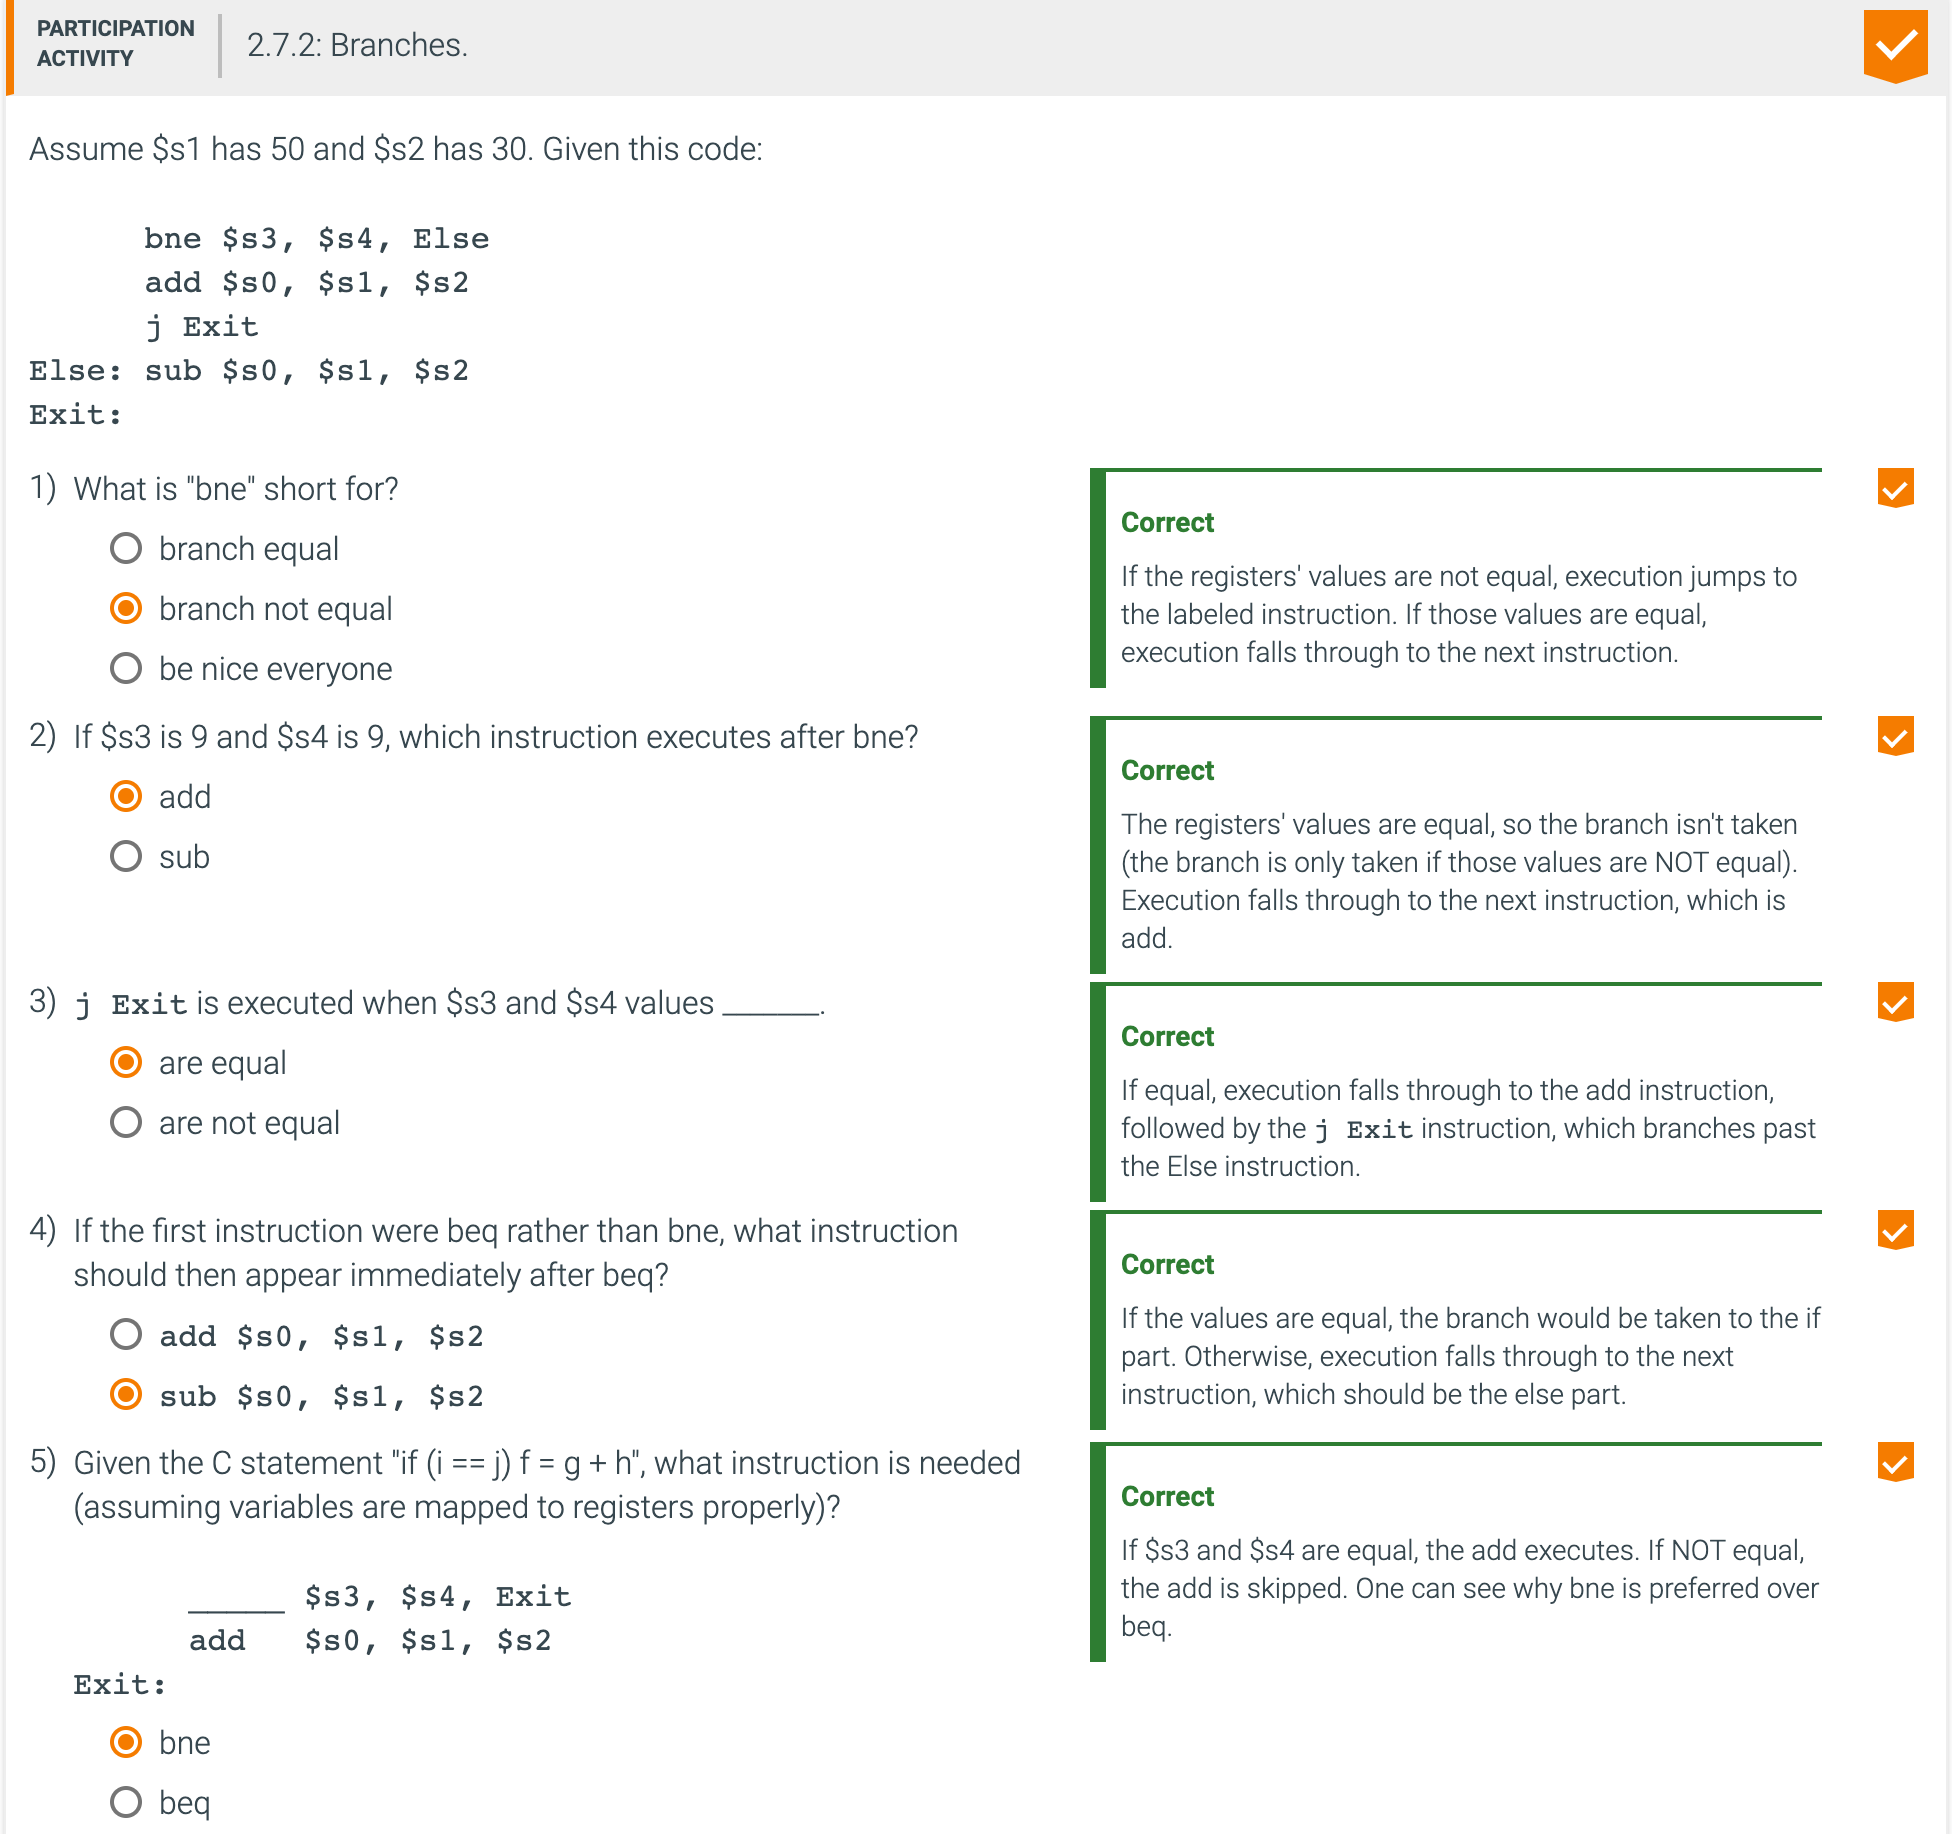 PARTICIPATION
ACTIVITY
2.7.2: Branches.
Assume $s1 has 50 and $s2 has 30. Given this code:
bne $s3, $s4, Else
add $s0, $s1, $s2
j Exit
Else: sub $s0, $s1, $s2
Exit:
1) What is "bne" short for?
branch equal
branch not equal
be nice everyone
Correct
If the registers' values are not equal, execution jumps to
the labeled instruction. If those values are equal,
execution falls through to the next instruction.
2) If $s3 is 9 and $s4 is 9, which instruction executes after bne?
add
sub
Correct
The registers' values are equal, so the branch isn't taken
(the branch is only taken if those values are NOT equal).
Execution falls through to the next instruction, which is
add.
3) j Exit is executed when $s3 and $s4 values ______.
are equal
are not equal
Correct
If equal, execution falls through to the add instruction,
followed by the j Exit instruction, which branches past
the Else instruction.
4) If the first instruction were beq rather than bne, what instruction
should then appear immediately after beq?
add $s0, $s1, $s2
sub $s0, $s1, $s2
Correct
If the values are equal, the branch would be taken to the if
part. Otherwise, execution falls through to the next
instruction, which should be the else part.
5) Given the C statement "if (i == j) f = g + h", what instruction is needed
(assuming variables are mapped to registers properly)?
_____ $s3, $s4, Exit
add $s0, $s1, $s2
Exit:
bne
beq
Correct
If $s3 and $s4 are equal, the add executes. If NOT equal,
the add is skipped. One can see why bne is preferred over
beq.